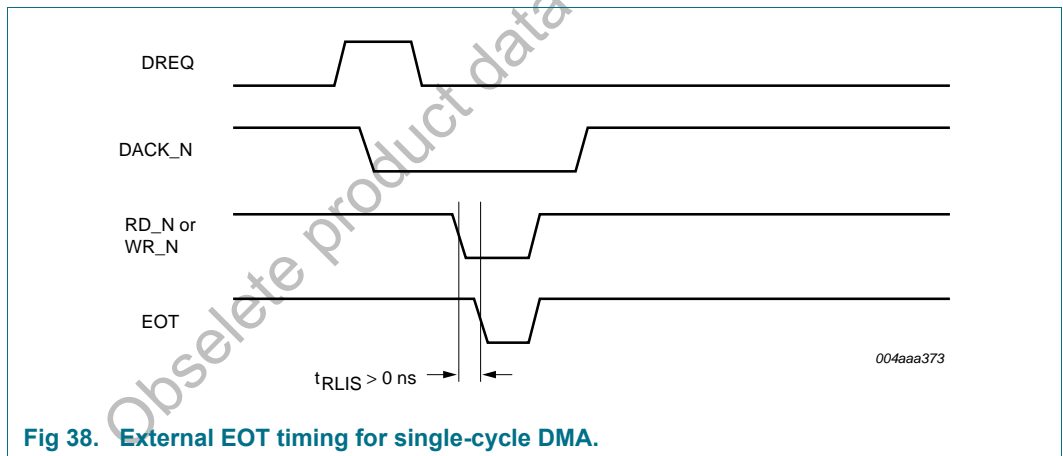 DREQ
DACK_N
RD_N or
WR_N
EOT
tRLIS > 0 ns
004aaa373
Fig 38. External EOT timing for single-cycle DMA.
Obselete product data